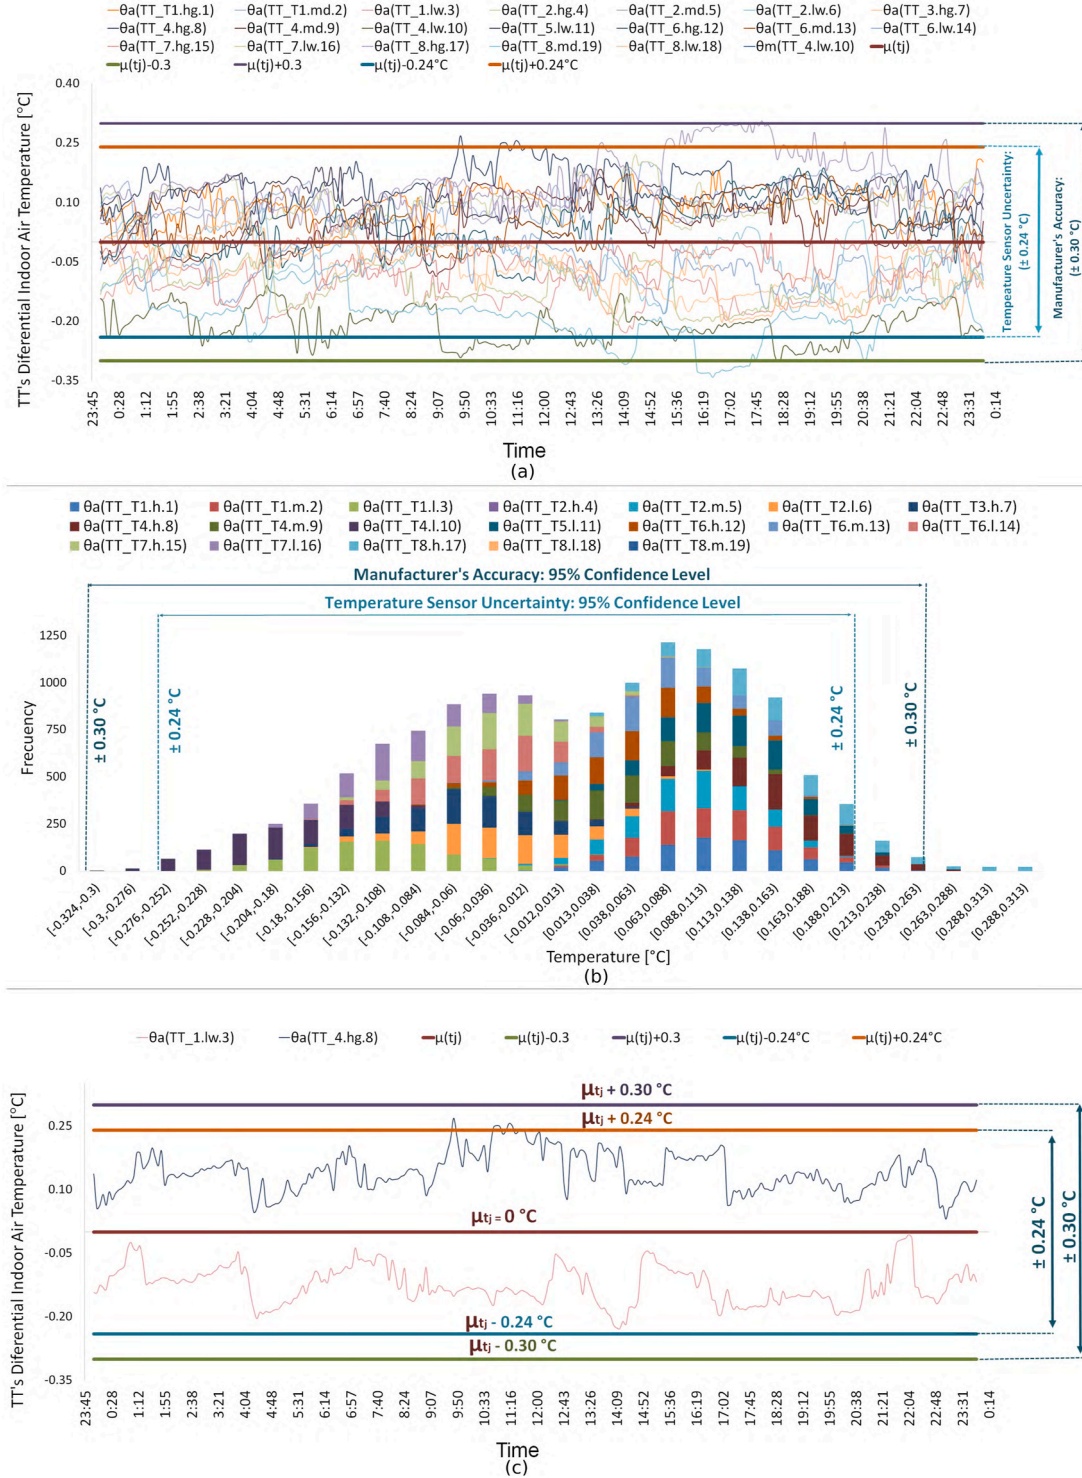 θa(TT_T1.hg.1) θa(TT_T1.md.2) θa(TT_1.lw.3) θa(TT_2.hg.4) θa(TT_2.md.5) θa(TT_2.lw.6) θa(TT_3.hg.7)
θa(TT_4.hg.8) θa(TT_4.md.9) θa(TT_4.lw.10) θa(TT_5.lw.11) θa(TT_6.hg.12) θa(TT_6.md.13) θa(TT_6.lw.14)
θa(TT_7.hg.15) θa(TT_7.lw.16) θa(TT_8.hg.17) θa(TT_8.md.19) θa(TT_8.lw.18) θm(TT_4.lw.10) μ(tj)
μ(tj)-0.3 μ(tj)+0.3 μ(tj)-0.24°C μ(tj)+0.24°C
TT's Diferential Indoor Air Temperature [°C]
0.40
0.25
0.10
-0.05
-0.20
-0.35
Tempeature Sensor Uncertainty:
(± 0.24 °C)
Manufacturer's Accuracy:
(± 0.30 °C)
23:45 0:28 1:12 1:55 2:38 3:21 4:04 4:48 5:31 6:14 6:57 7:40 8:24 9:07 9:50 10:33 11:16 12:00 12:43 13:26 14:09 14:52 15:36 16:19 17:02 17:45 18:28 19:12 19:55 20:38 21:21 22:04 22:48 23:31 0:14
Time
(a)
θa(TT_T1.h.1) θa(TT_T1.m.2) θa(TT_T1.l.3) θa(TT_T2.h.4) θa(TT_T2.m.5) θa(TT_T2.l.6) θa(TT_T3.h.7)
θa(TT_T4.h.8) θa(TT_T4.m.9) θa(TT_T4.l.10) θa(TT_T5.l.11) θa(TT_T6.h.12) θa(TT_T6.m.13) θa(TT_T6.l.14)
θa(TT_T7.h.15) θa(TT_T7.l.16) θa(TT_T8.h.17) θa(TT_T8.l.18) θa(TT_T8.m.19)
Manufacturer's Accuracy: 95% Confidence Level
Temperature Sensor Uncertainty: 95% Confidence Level
Frecuency
1250
1000
750
500
250
0
± 0.30 °C
± 0.24 °C
± 0.24 °C
± 0.30 °C
[-0.324,-0.3) [-0.3,-0.276) [-0.276,-0.252) [-0.252,-0.228) [-0.228,-0.204) [-0.204,-0.18) [-0.18,-0.156) [-0.156,-0.132) [-0.132,-0.108) [-0.108,-0.084) [-0.084,-0.06) [-0.06,-0.036) [-0.036,-0.012) [-0.012,0.013) [0.013,0.038) [0.038,0.063) [0.063,0.088) [0.088,0.113) [0.113,0.138) [0.138,0.163) [0.163,0.188) [0.188,0.213) [0.213,0.238) [0.238,0.263) [0.263,0.288) [0.288,0.313) [0.288,0.313)
Temperature [°C]
(b)
θa(TT_1.lw.3) θa(TT_4.hg.8) μ(tj) μ(tj)-0.3 μ(tj)+0.3 μ(tj)-0.24°C μ(tj)+0.24°C
TT's Diferential Indoor Air Temperature [°C]
0.25
0.10
-0.05
-0.20
-0.35
μtj + 0.30 °C
μtj + 0.24 °C
μtj = 0 °C
μtj - 0.24 °C
μtj - 0.30 °C
± 0.24 °C
± 0.30 °C
23:45 0:28 1:12 1:55 2:38 3:21 4:04 4:48 5:31 6:14 6:57 7:40 8:24 9:07 9:50 10:33 11:16 12:00 12:43 13:26 14:09 14:52 15:36 16:19 17:02 17:45 18:28 19:12 19:55 20:38 21:21 22:04 22:48 23:31 0:14
Time
(c)